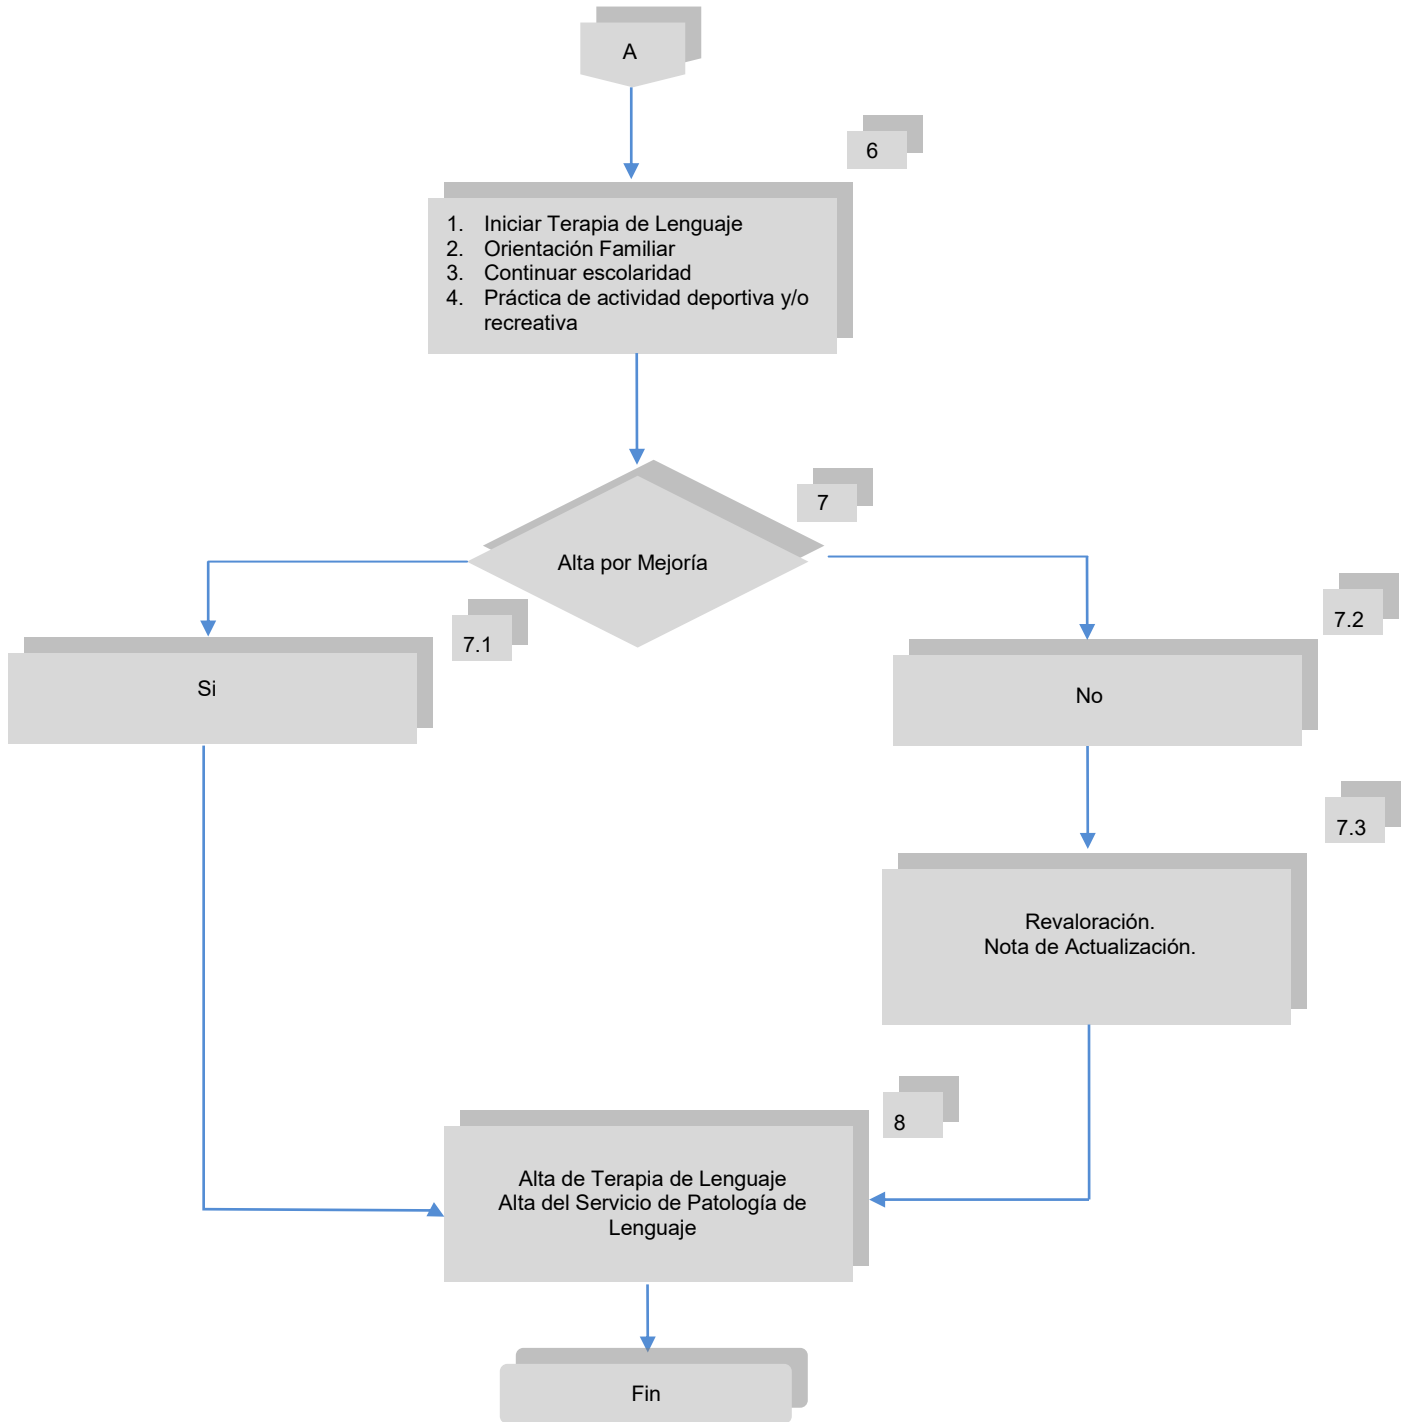 A
6
1. Iniciar Terapia de Lenguaje
2. Orientación Familiar
3. Continuar escolaridad
4. Práctica de actividad deportiva y/o
recreativa
7
Alta por Mejoría
7.1
Si
7.2
No
7.3
Revaloración.
Nota de Actualización.
8
Alta de Terapia de Lenguaje
Alta del Servicio de Patología de
Lenguaje
Fin